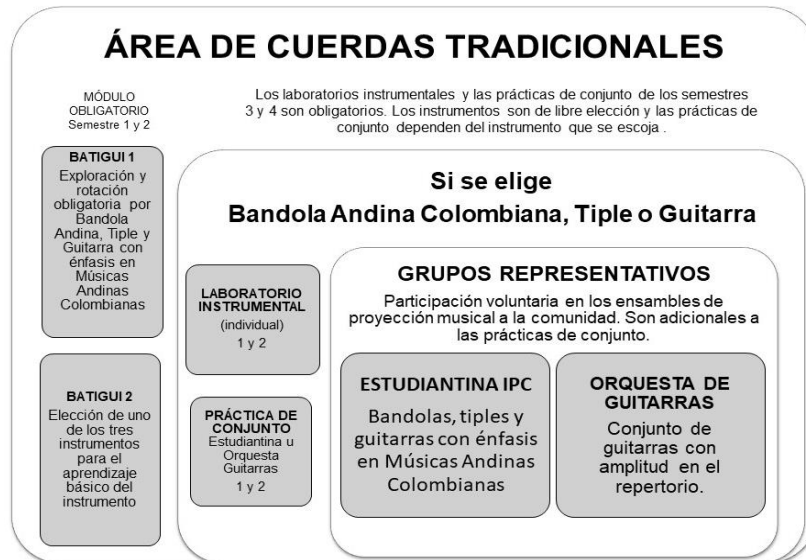 ÁREA DE CUERDAS TRADICIONALES
MÓDULO
OBLIGATORIO
Semestre 1 y 2
Los laboratorios instrumentales y las prácticas de conjunto de los semestres
3 y 4 son obligatorios. Los instrumentos son de libre elección y las prácticas de
conjunto dependen del instrumento que se escoja .
BATIGUI 1
Exploración y
rotación
obligatoria por
Bandola
Andina, Tiple y
Guitarra con
énfasis en
Músicas
Andinas
Colombianas
BATIGUI 2
Elección de uno
de los tres
instrumentos
para el
aprendizaje
básico del
instrumento
Si se elige
Bandola Andina Colombiana, Tiple o Guitarra
LABORATORIO
INSTRUMENTAL
(individual)
1 y 2
PRÁCTICA DE
CONJUNTO
Estudiantina u
Orquesta
Guitarras
1 y 2
GRUPOS REPRESENTATIVOS
Participación voluntaria en los ensambles de
proyección musical a la comunidad. Son adicionales a
las prácticas de conjunto.
ESTUDIANTINA IPC
Bandolas, tiples y
guitarras con énfasis
en Músicas Andinas
Colombianas
ORQUESTA DE
GUITARRAS
Conjunto de
guitarras con
amplitud en el
repertorio.